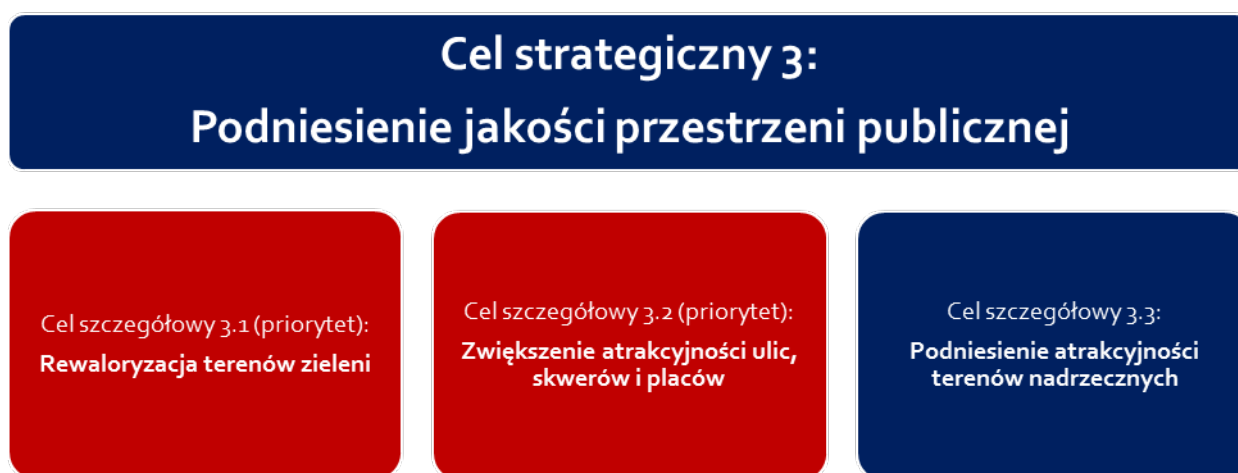 Cel strategiczny 3:
Podniesienie jakości przestrzeni publicznej
Cel szczegółowy 3.1 (priorytet):
Rewaloryzacja terenów zieleni
Cel szczegółowy 3.2 (priorytet):
Zwiększenie atrakcyjności ulic,
skwerów i placów
Cel szczegółowy 3.3:
Podniesienie atrakcyjności
terenów nadrzecznych